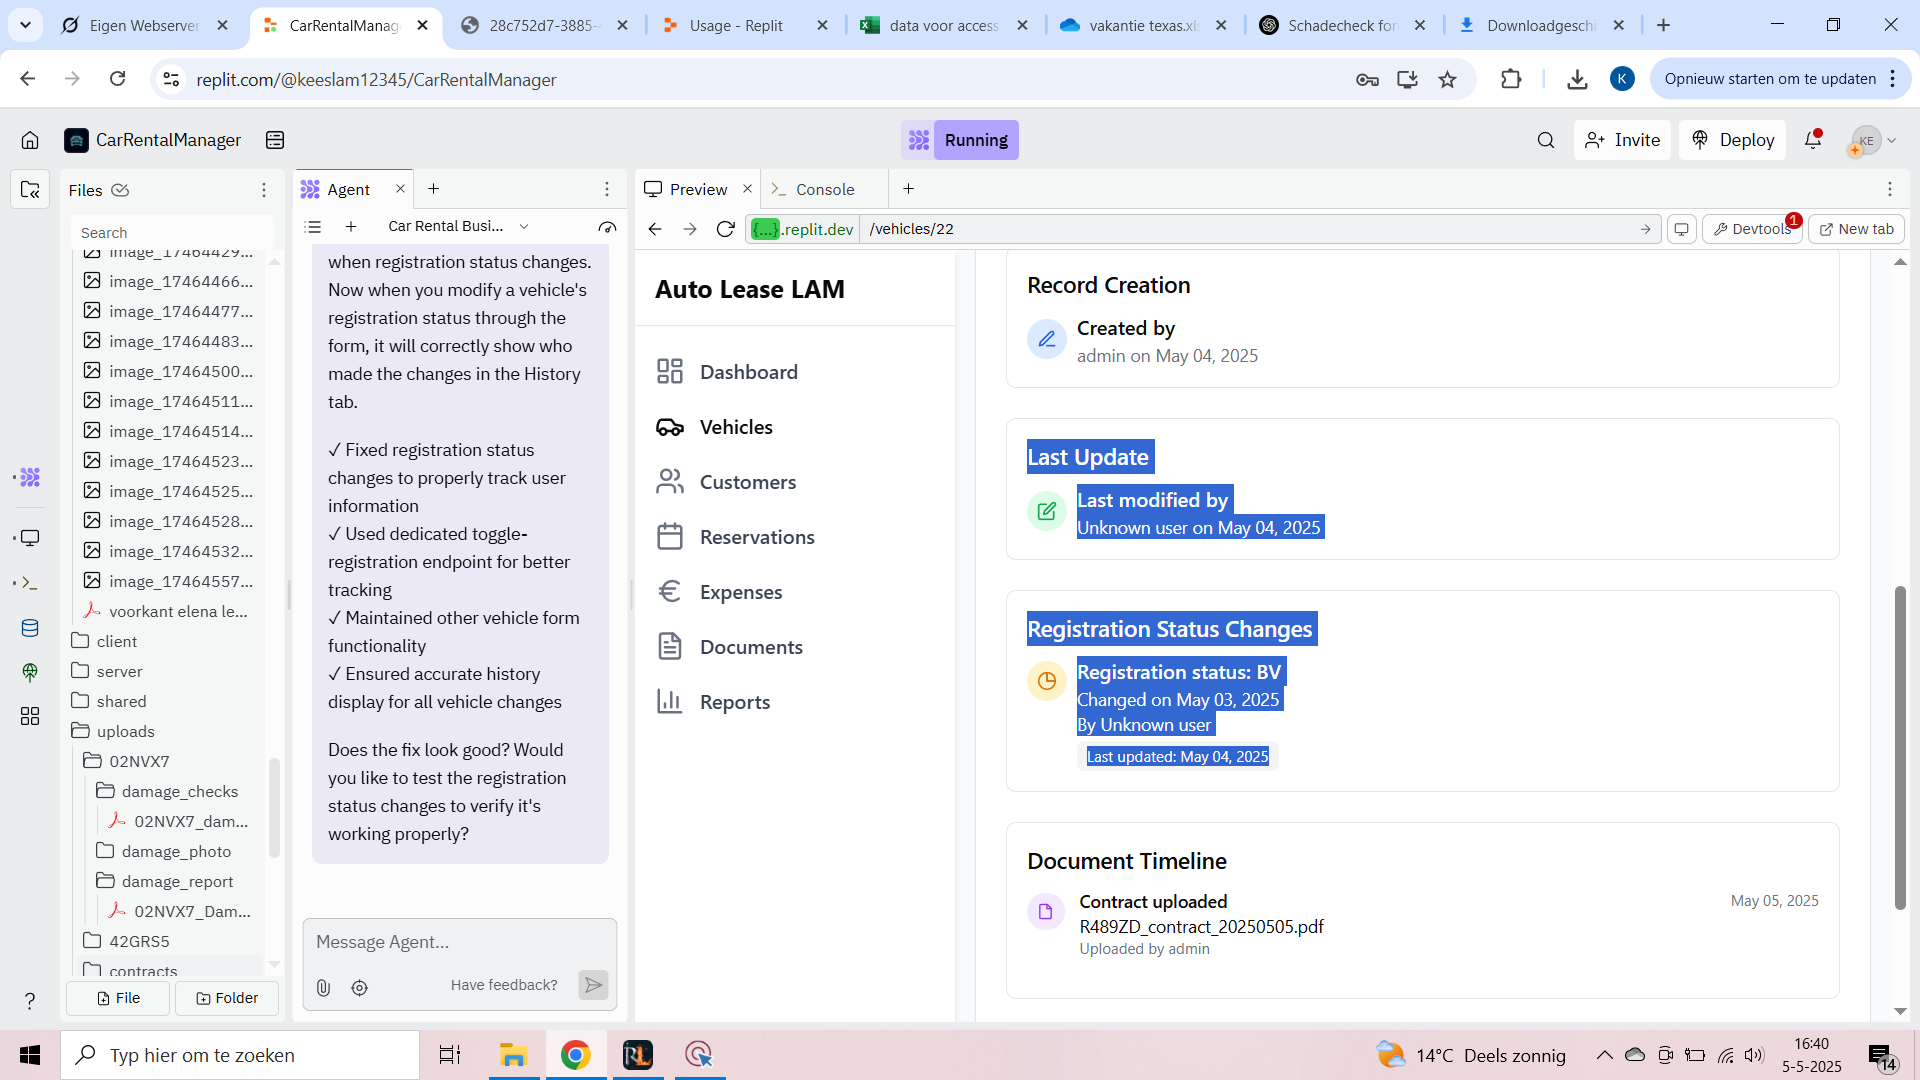 Eigen Webserver
CarRentalManag
28c752d7-3885-
Usage - Replit
data voor access
vakantie texas.xls
Schadecheck for
Downloadgeschi
replit.com/@keeslam12345/CarRentalManager
K
Opnieuw starten om te updaten
CarRentalManager
Running
Invite
Deploy
KE
Files
Agent
Preview
Console
Search
Car Rental Busi...
{...}.replit.dev
/vehicles/22
Devtools
1
New tab
image_17464429...
image_17464466...
image_17464477...
image_17464483...
image_17464500...
image_17464511...
image_17464514...
image_17464523...
image_17464525...
image_17464528...
image_17464532...
image_17464557...
voorkant elena le...
client
server
shared
uploads
02NVX7
damage_checks
02NVX7_dam...
damage_photo
damage_report
02NVX7_Dam...
42GRS5
contracts
File
Folder
?
when registration status changes.
Now when you modify a vehicle's
registration status through the
form, it will correctly show who
made the changes in the History
tab.
✓ Fixed registration status
changes to properly track user
information
✓ Used dedicated toggle-
registration endpoint for better
tracking
✓ Maintained other vehicle form
functionality
✓ Ensured accurate history
display for all vehicle changes
Does the fix look good? Would
you like to test the registration
status changes to verify it's
working properly?
Message Agent...
Have feedback?
Auto Lease LAM
Dashboard
Vehicles
Customers
Reservations
Expenses
Documents
Reports
Record Creation
Created by
admin on May 04, 2025
Last Update
Last modified by
Unknown user on May 04, 2025
Registration Status Changes
Registration status: BV
Changed on May 03, 2025
By Unknown user
Last updated: May 04, 2025
Document Timeline
Contract uploaded
May 05, 2025
R489ZD_contract_20250505.pdf
Uploaded by admin
Typ hier om te zoeken
RL
14°C Deels zonnig
16:40
5-5-2025
14